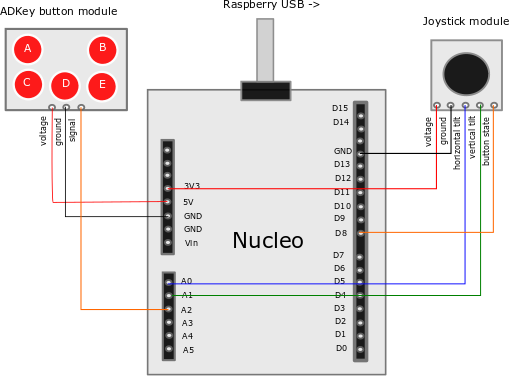 Raspberry USB ->
ADKey button module
Joystick module
A
B
C
D
E
voltage
ground
signal
voltage
ground
horizontal tilt
vertical tilt
button state
3V3
5V
GND
GND
Vin
A0
A1
A2
A3
A4
A5
Nucleo
D15
D14
GND
D13
D12
D11
D10
D9
D8
D7
D6
D5
D4
D3
D2
D1
D0